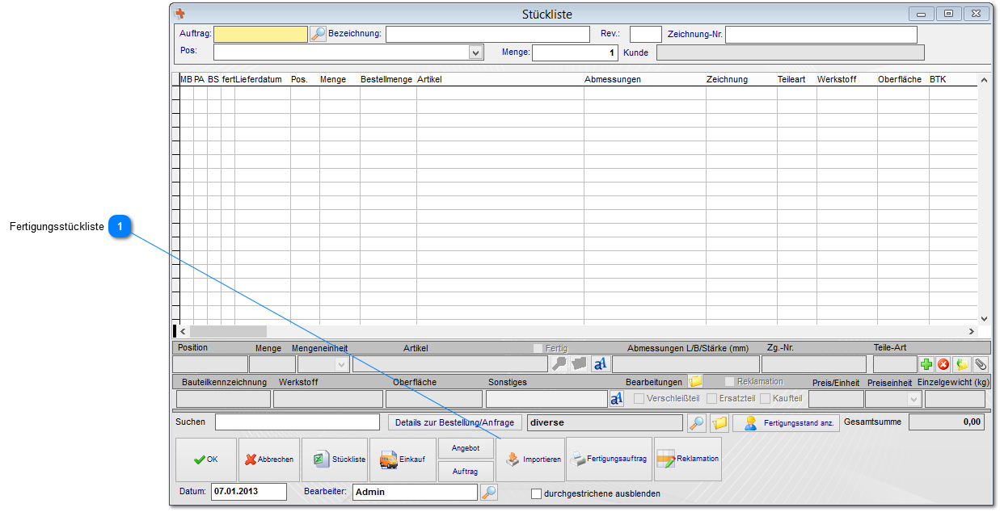 Stückliste
Auftrag: Bezeichnung: Rev.: Zeichnung-Nr.
Pos: Menge: 1 Kunde
MB PA BS fert Lieferdatum Pos. Menge Bestellmenge Artikel Abmessungen Zeichnung Teileart Werkstoff Oberfläche BTK
Fertigungsstückliste 1
Position Menge Mengeneinheit Artikel Fertig Abmessungen L/B/Stärke (mm) Zg.-Nr. Teile-Art
Bauteilkennzeichnung Werkstoff Oberfläche Sonstiges Bearbeitungen Reklamation Preis/Einheit Preiseinheit Einzelgewicht (kg)
Verschleißteil Ersatzteil Kaufteil
Suchen Details zur Bestellung/Anfrage diverse Fertigungsstand anz. Gesamtsumme 0,00
OK Abbrechen Stückliste Einkauf Angebot Auftrag Importieren Fertigungsauftrag Reklamation
Datum: 07.01.2013 Bearbeiter: Admin durchgestrichene ausblenden